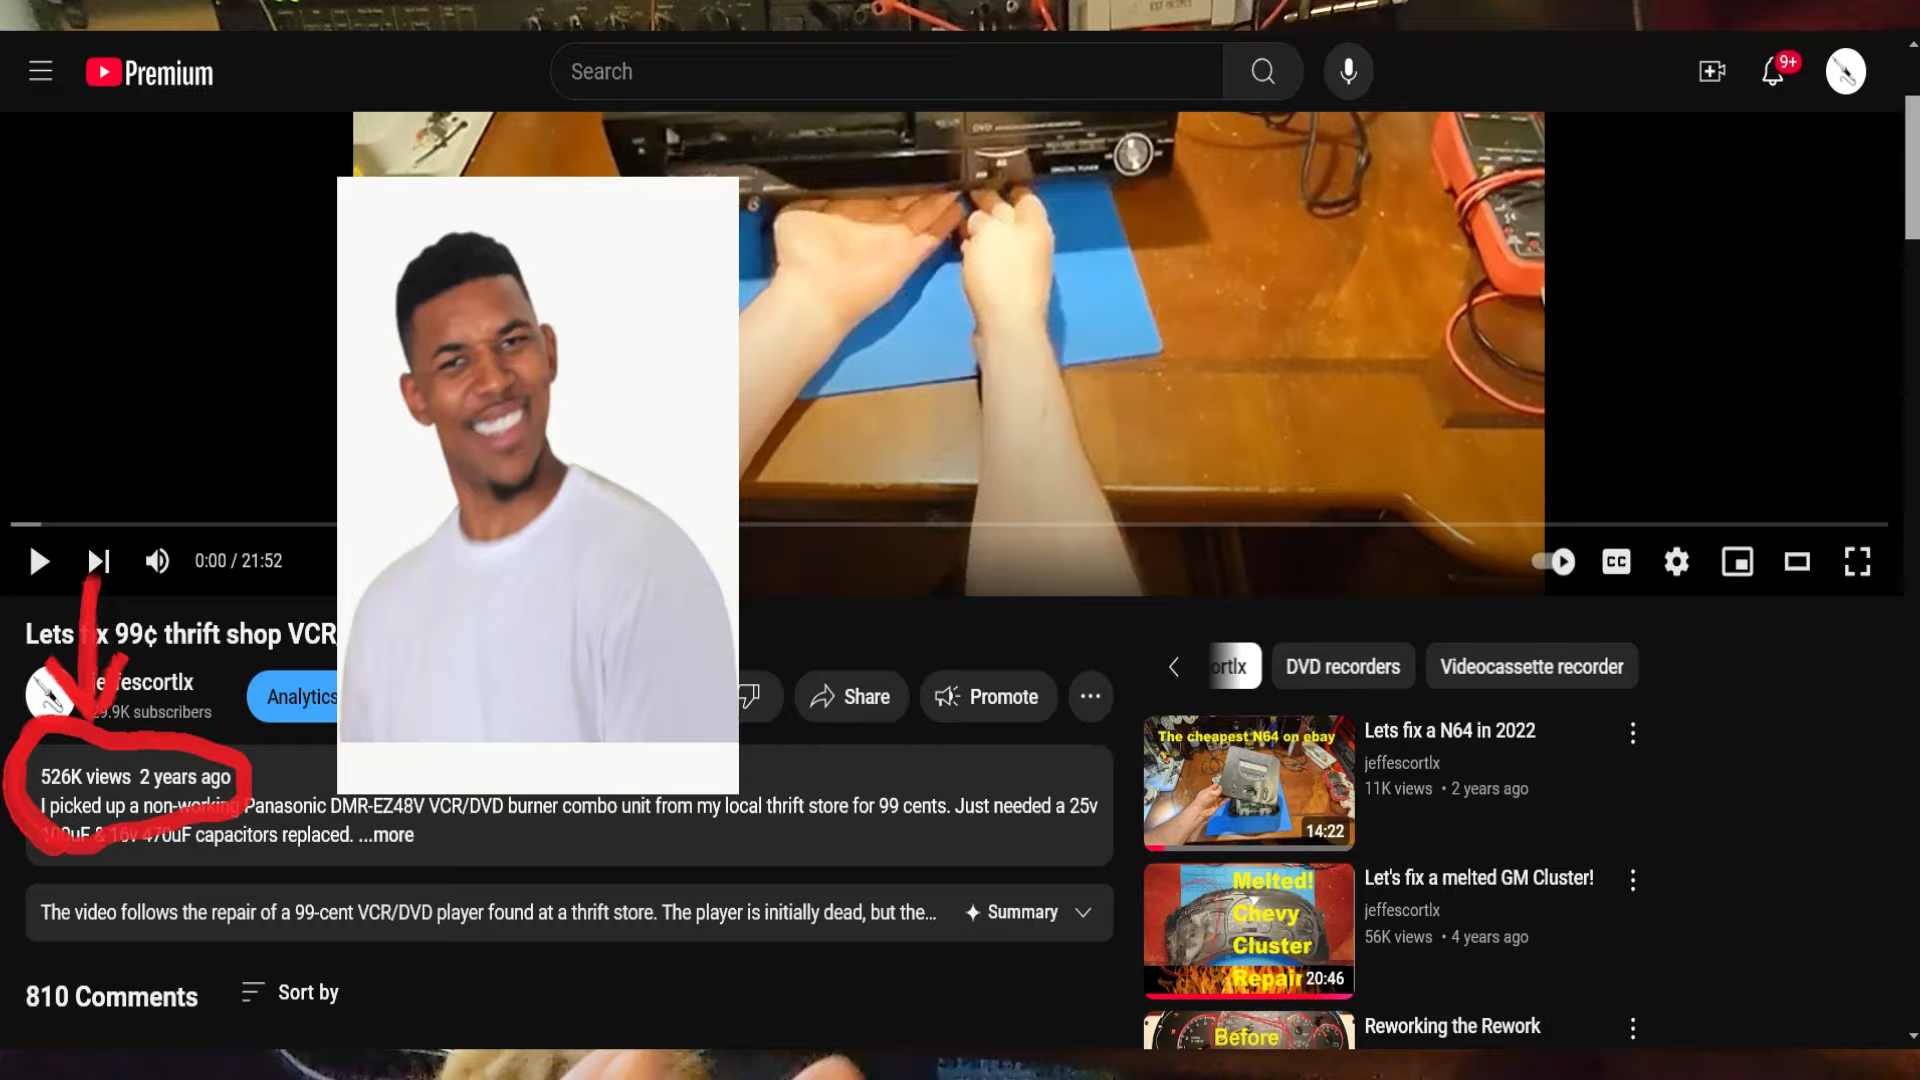 Premium
Search
9+
DVD
0:00 / 21:52
CC
Lets fix 99¢ thrift shop VCR
jeffescortlx
29.9K subscribers
Analytics
Share
Promote
ortlx
DVD recorders
Videocassette recorder
526K views 2 years ago
I picked up a non-working Panasonic DMR-EZ48V VCR/DVD burner combo unit from my local thrift store for 99 cents. Just needed a 25v
100uF & 16v 470uF capacitors replaced. ...more
The video follows the repair of a 99-cent VCR/DVD player found at a thrift store. The player is initially dead, but the...
Summary
810 Comments
Sort by
The cheapest N64 on ebay
14:22
Lets fix a N64 in 2022
jeffescortlx
11K views • 2 years ago
Melted!
Chevy
Cluster
Repair
20:46
Let's fix a melted GM Cluster!
jeffescortlx
56K views • 4 years ago
Before
Reworking the Rework